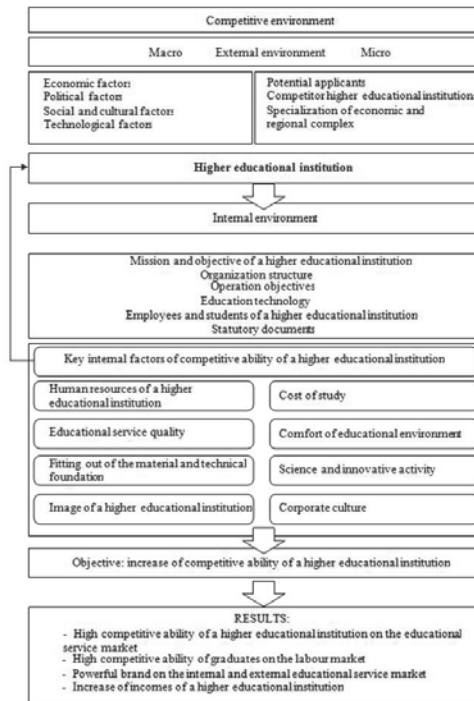 Competitive environment
Macro External environment Micro
Economic factors
Political factors
Social and cultural factors
Technological factors
Potential applicants
Competitor higher educational institutions
Specialization of economic and
regional complex
Higher educational institution
Internal environment
Mission and objective of a higher educational institution
Organization structure
Operation objectives
Education technology
Employees and students of a higher educational institution
Statutory documents
Key internal factors of competitive ability of a higher educational institution
Human resources of a higher
educational institution
Cost of study
Educational service quality
Comfort of educational environment
Fitting out of the material and technical
foundation
Science and innovative activity
Image of a higher educational institution
Corporate culture
Objective: increase of competitive ability of a higher educational institution
RESULTS:
- High competitive ability of a higher educational institution on the educational
service market
- High competitive ability of graduates on the labour market
- Powerful brand on the internal and external educational service market
- Increase of incomes of a higher educational institution